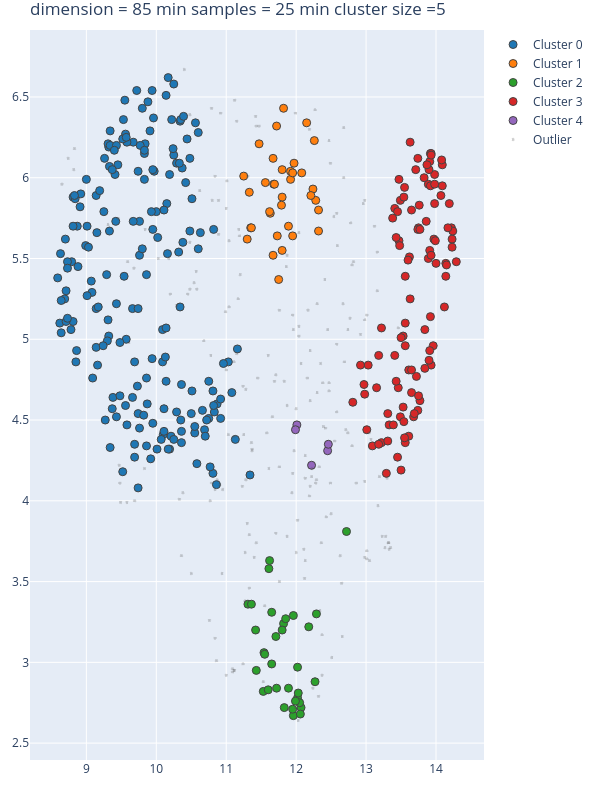 dimension = 85 min samples = 25 min cluster size =5
Cluster 0
Cluster 1
Cluster 2
Cluster 3
Cluster 4
Outlier
6.5
6
5.5
5
4.5
4
3.5
3
2.5
9 10 11 12 13 14